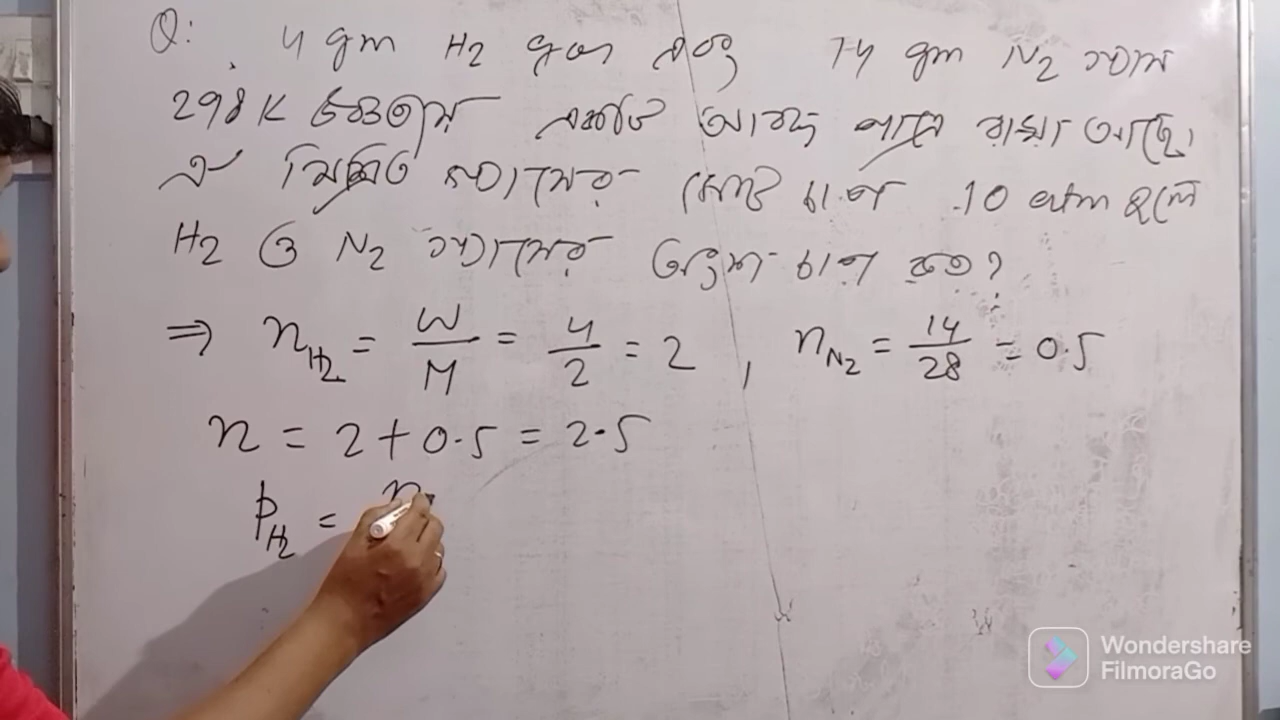 Q: 4 gm H2 গ্যাস এবং 14 gm N2 গ্যাস
298K উষ্ণতায় একটি আবদ্ধ পাত্রে রাখা আছে।
ঐ মিশ্রিত গ্যাসের মোট চাপ 10 atm হলে
H2 ও N2 গ্যাসের অংশ চাপ কত?
⇒ nH2 = W/M = 4/2 = 2, nN2 = 14/28 = 0.5
n = 2 + 0.5 = 2.5
pH2 = n
Wondershare
FilmoraGo